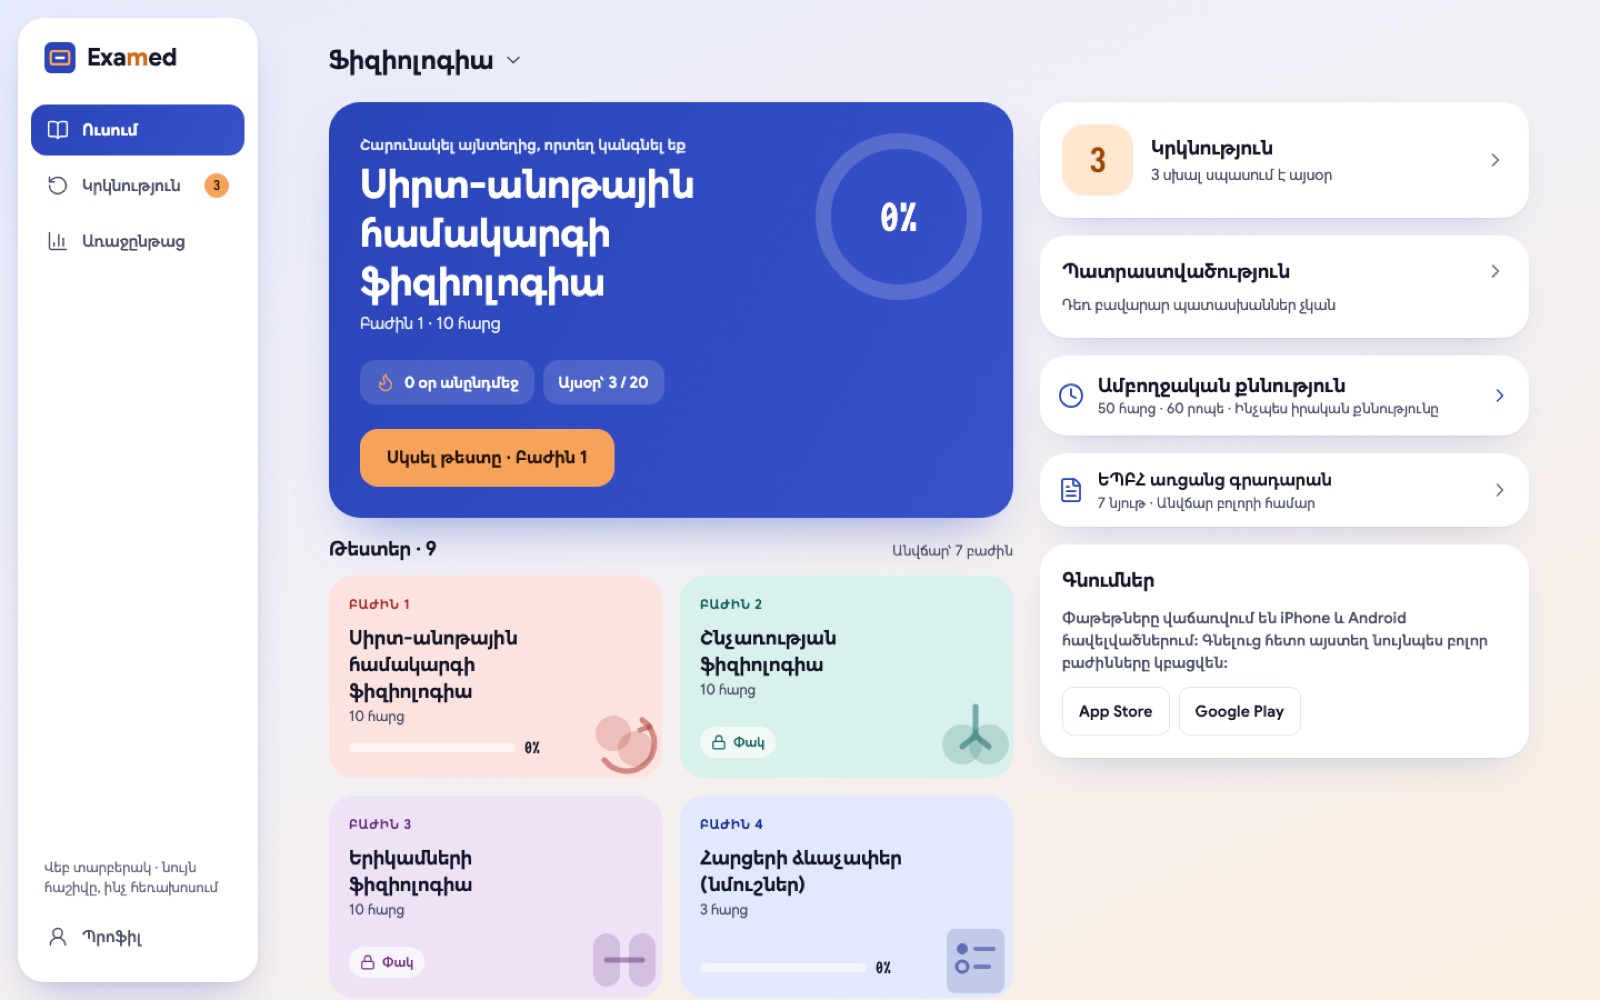 Examed
Ուսում
Կրկնություն 3
Առաջընթաց
Վեբ տարբերակ · նույն
հաշիվը, ինչ հեռախոսում
Պրոֆիլ
Ֆիզիոլոգիա
Շարունակել այնտեղից, որտեղ կանգնել եք
Սիրտ-անոթային
համակարգի
ֆիզիոլոգիա
Բաժին 1 · 10 հարց
0%
0 օր անընդմեջ
Այսօր՝ 3 / 20
Սկսել թեստը · Բաժին 1
Թեստեր · 9
Անվճար՝ 7 բաժին
ԲԱԺԻՆ 1
Սիրտ-անոթային
համակարգի
ֆիզիոլոգիա
10 հարց
0%
ԲԱԺԻՆ 2
Շնչառության
ֆիզիոլոգիա
10 հարց
Փակ
ԲԱԺԻՆ 3
Երիկամների
ֆիզիոլոգիա
10 հարց
Փակ
ԲԱԺԻՆ 4
Հարցերի ձևաչափեր
(նմուշներ)
3 հարց
0%
3
Կրկնություն
3 սխալ սպասում է այսօր
Պատրաստվածություն
Դեռ բավարար պատասխաններ չկան
Ամբողջական քննություն
50 հարց · 60 րոպե · Ինչպես իրական քննությունը
ԵՊԲՀ առցանց գրադարան
7 նյութ · Անվճար բոլորի համար
Գնումներ
Փաթեթները վաճառվում են iPhone և Android
հավելվածներում: Գնելուց հետո այստեղ նույնպես բոլոր
բաժինները կբացվեն:
App Store
Google Play